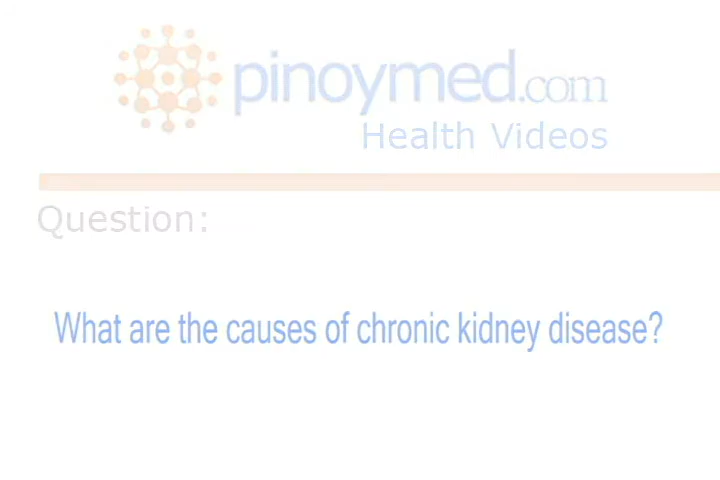 pinoymed.com
Health Videos
Question:
What are the causes of chronic kidney disease?